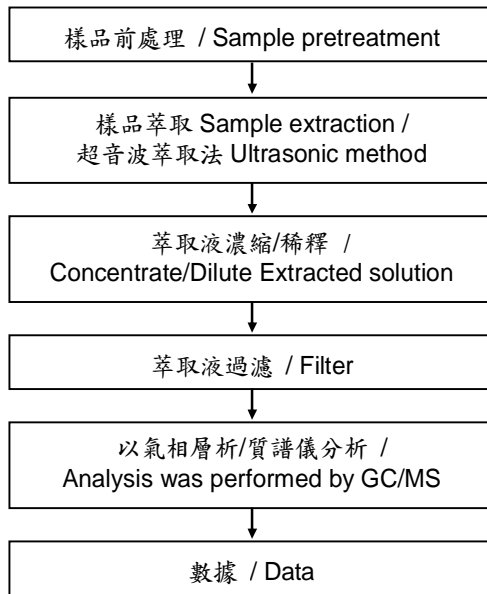 樣品前處理 / Sample pretreatment
樣品萃取 Sample extraction /
超音波萃取法 Ultrasonic method
萃取液濃縮/稀釋 /
Concentrate/Dilute Extracted solution
萃取液過濾 / Filter
以氣相層析/質譜儀分析 /
Analysis was performed by GC/MS
數據 / Data